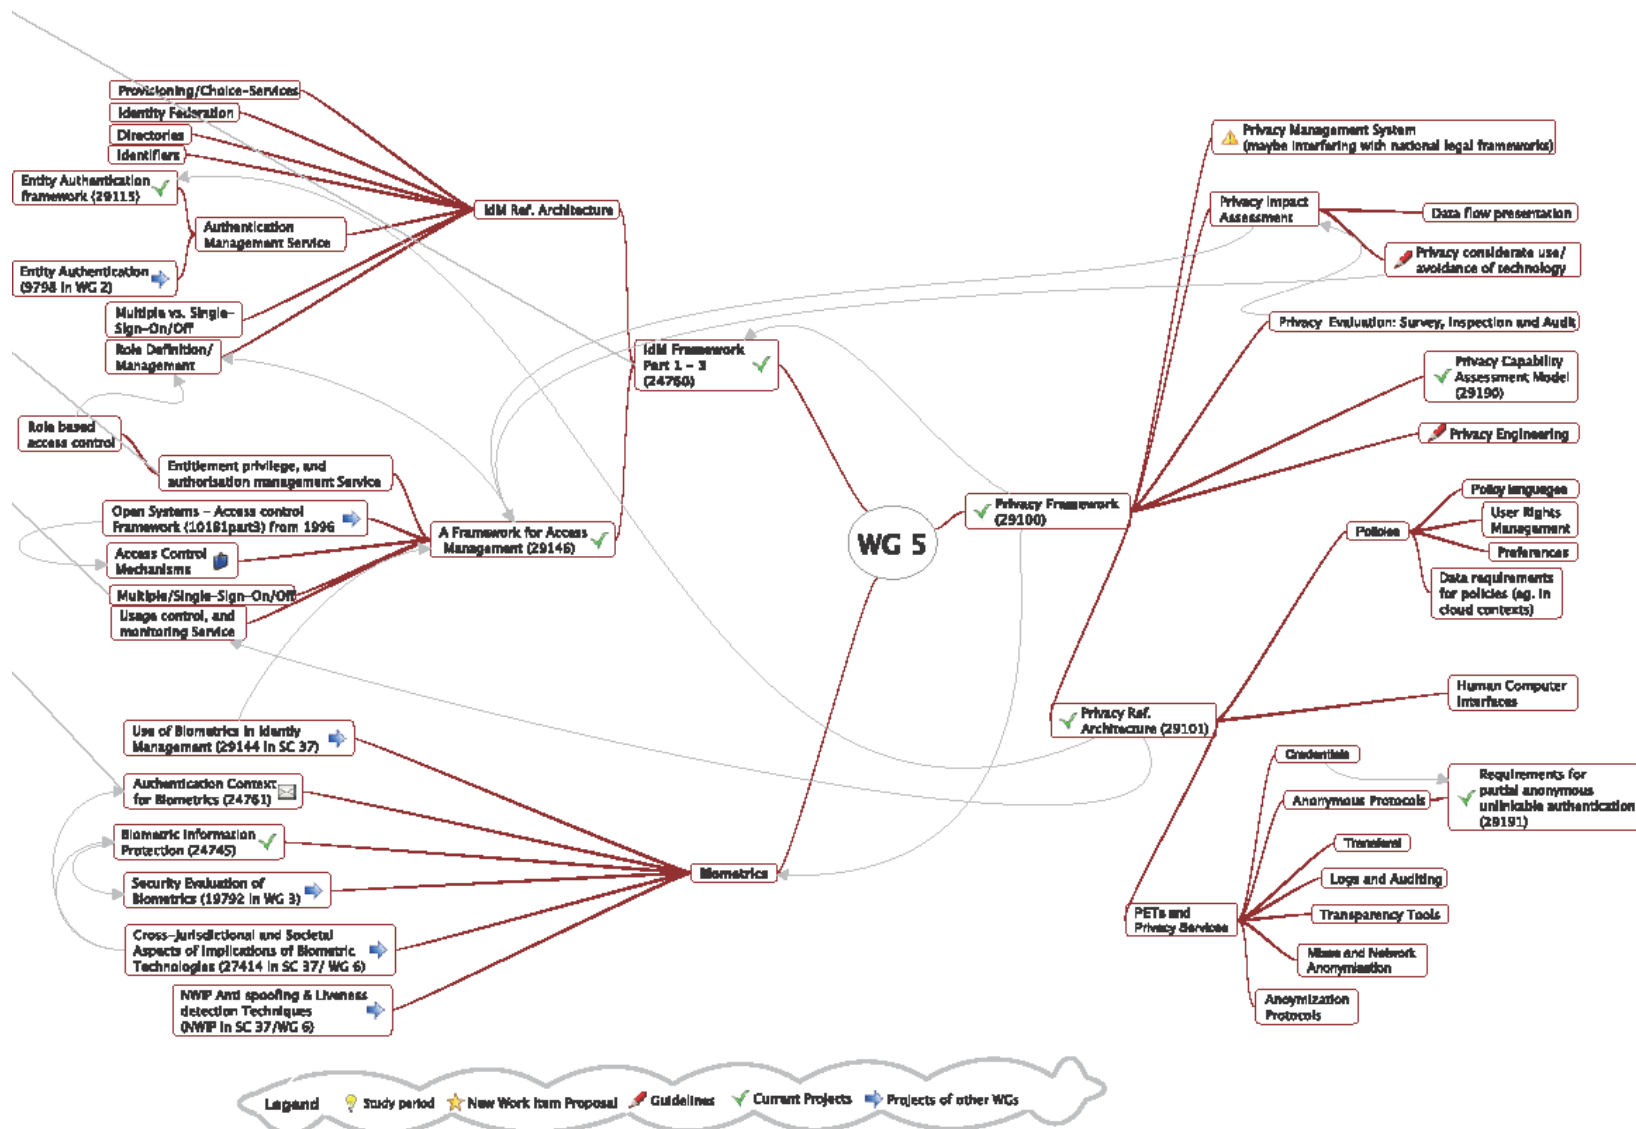 Provisioning/Choice-Services
Identity Federation
Directories
Identifiers
Entity Authentication
framework (29115)
Authentication
Management Service
Entity Authentication
(9798 in WG 2)
Multiple vs. Single-
Sign-On/Off
Role Definition/
Management
IdM Ref. Architecture
IdM Framework
Part 1 - 3
(24760)
Role based
access control
Entitlement privilege, and
authorisation management Service
Open Systems - Access control
Framework (10181part3) from 1996
Access Control
Mechanisms
Multiple/Single-Sign-On/Off
Usage control, and
monitoring Service
A Framework for Access
Management (29146)
WG 5
Use of Biometrics in Identiy
Management (29144 in SC 37)
Authentication Context
for Biometrics (24761)
Biometric Information
Protection (24745)
Security Evaluation of
Biometrics (19792 in WG 3)
Cross-Jurisdictional and Societal
Aspects of Implications of Biometric
Technologies (27414 in SC 37/ WG 6)
NWIP Anti spoofing & Liveness
detection Techniques
(NWIP in SC 37/WG 6)
Biometrics
Privacy Management System
(maybe interfering with national legal frameworks)
Privacy Impact
Assessment
Data flow presentation
Privacy considerate use/
avoidance of technology
Privacy Evaluation: Survey, Inspection and Audit
Privacy Capability
Assessment Model
(29190)
Privacy Engineering
Privacy Framework
(29100)
Policies
Policy languages
User Rights
Management
Preferences
Data requirements
for policies (eg. in
cloud contexts)
Privacy Ref.
Architecture (29101)
Human Computer
Interfaces
Credentials
Anonymous Protocols
Requirements for
partial anonymous
unlinkable authentication
(29191)
Transferal
Logs and Auditing
Transparency Tools
PETs and
Privacy Services
Mixes and Network
Anonymisation
Anoymization
Protocols
Legend
Study period
New Work Item Proposal
Guidelines
Current Projects
Projects of other WGs